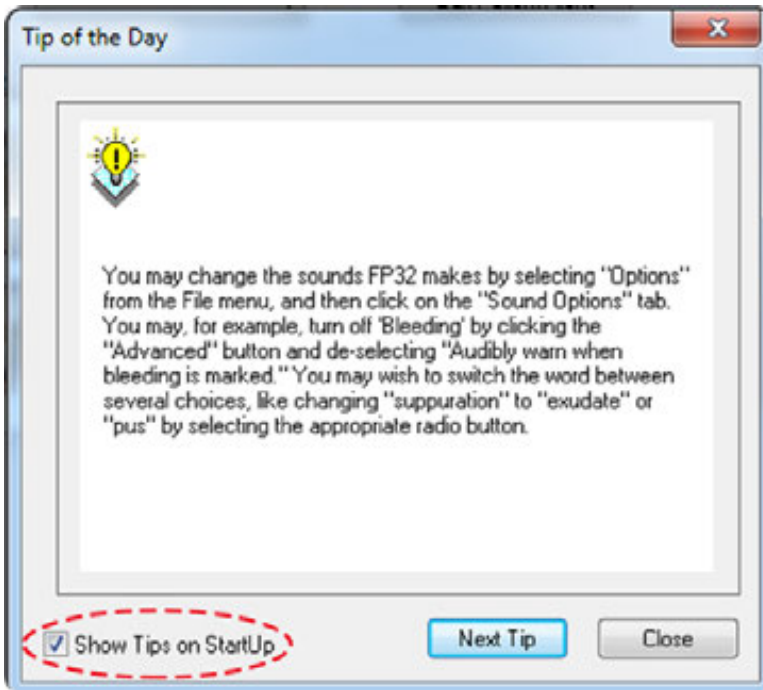 Tip of the Day
You may change the sounds FP32 makes by selecting "Options"
from the File menu, and then click on the "Sound Options" tab.
You may, for example, turn off 'Bleeding' by clicking the
"Advanced" button and de-selecting "Audibly warn when
bleeding is marked." You may wish to switch the word between
several choices, like changing "suppuration" to "exudate" or
"pus" by selecting the appropriate radio button.
Show Tips on StartUp
Next Tip
Close